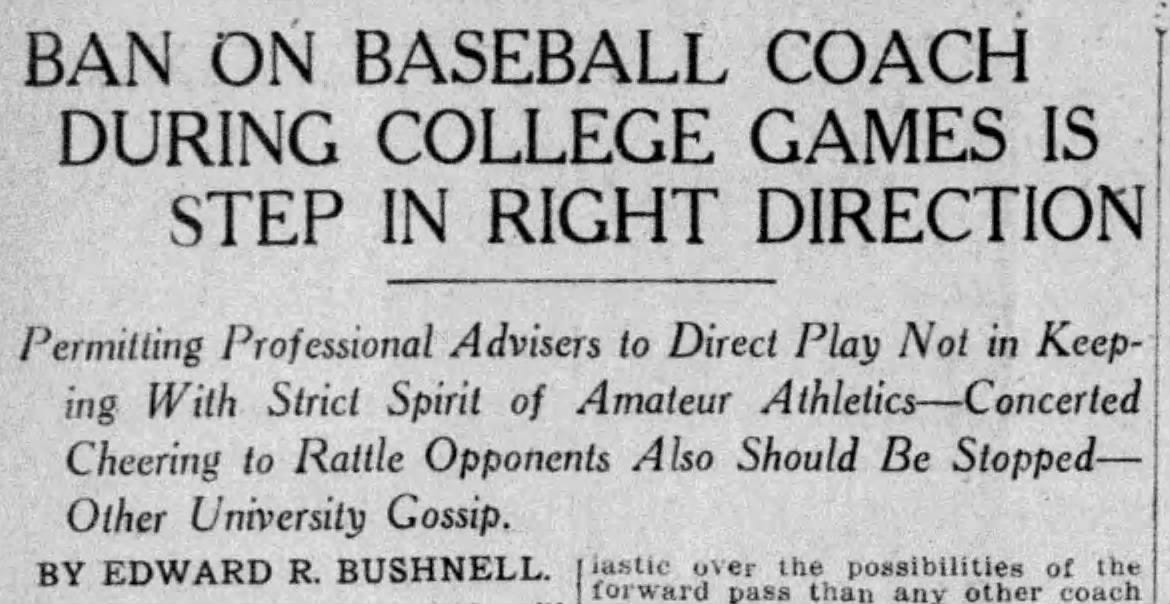 BAN ON BASEBALL COACH
DURING COLLEGE GAMES IS
STEP IN RIGHT DIRECTION
Permitting Professional Advisers to Direct Play Not in Keep-
ing With Strict Spirit of Amateur Athletics—Concerted
Cheering to Rattle Opponents Also Should Be Stopped—
Other University Gossip.
BY EDWARD R. BUSHNELL.
iastic over the possibilities of the
forward pass than any other coach